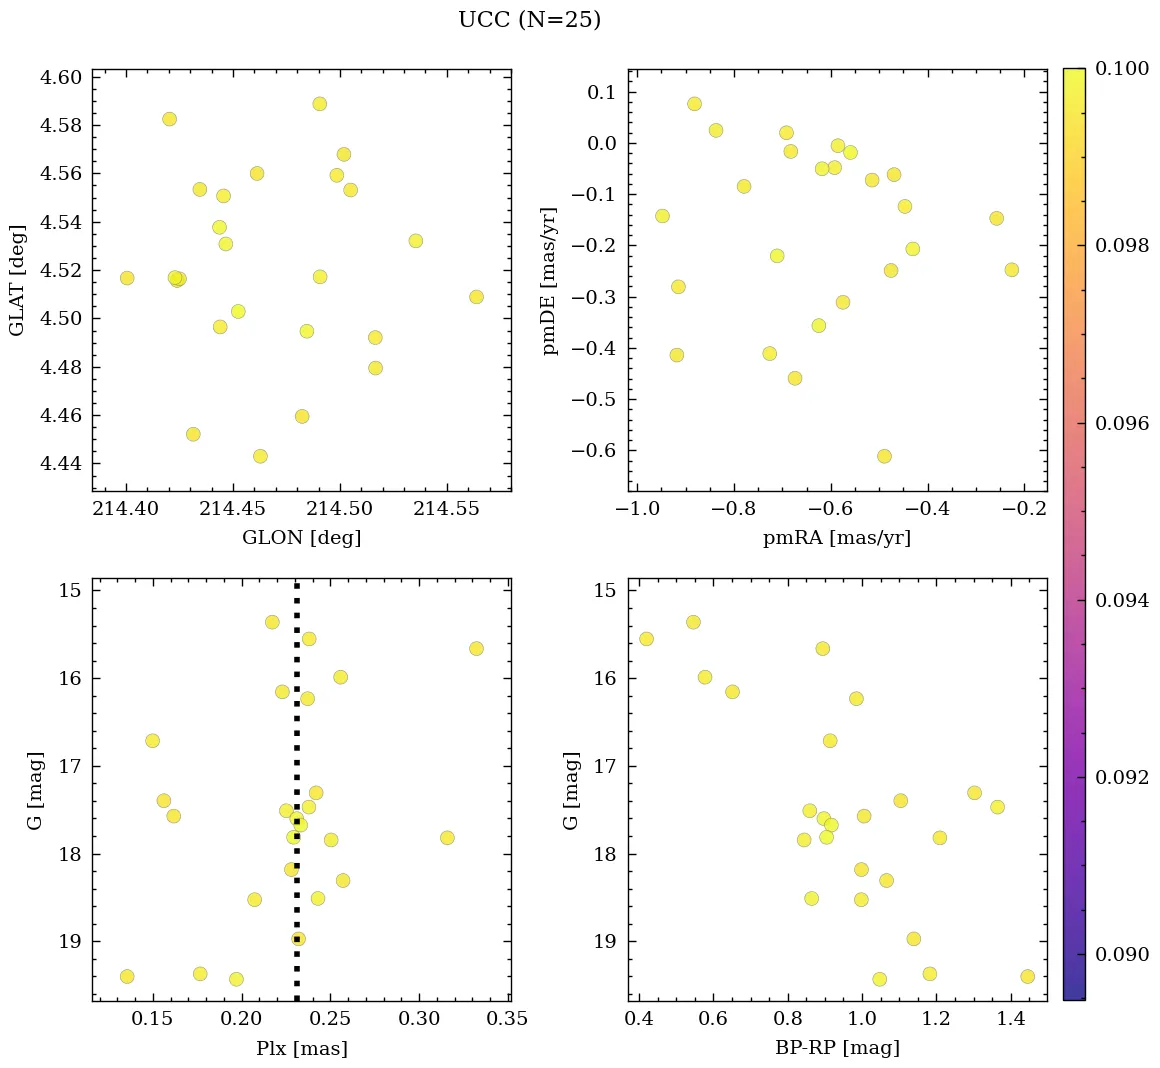 UCC (N=25)
4.60
4.58
4.56
4.54
4.52
4.50
4.48
4.46
4.44
GLAT [deg]
214.40 214.45 214.50 214.55
GLON [deg]
0.1
0.0
−0.1
−0.2
−0.3
−0.4
−0.5
−0.6
pmDE [mas/yr]
−1.0 −0.8 −0.6 −0.4 −0.2
pmRA [mas/yr]
15
16
17
18
19
G [mag]
0.15 0.20 0.25 0.30 0.35
Plx [mas]
15
16
17
18
19
G [mag]
0.4 0.6 0.8 1.0 1.2 1.4
BP-RP [mag]
0.100
0.098
0.096
0.094
0.092
0.090